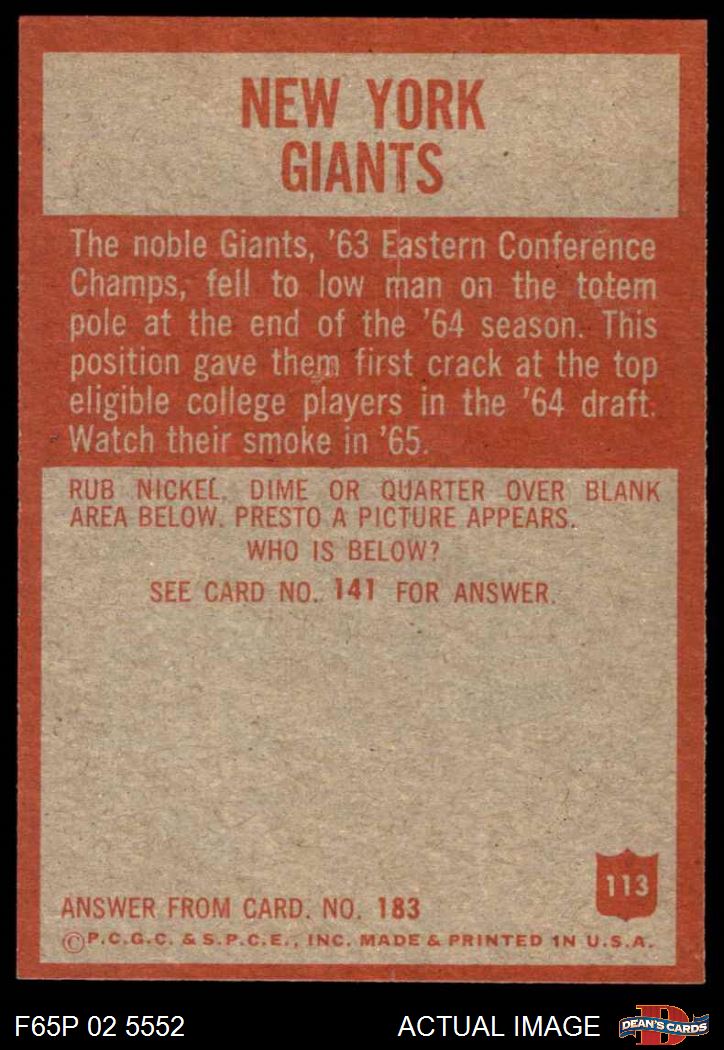 NEW YORK
GIANTS
The noble Giants, '63 Eastern Conference
Champs, fell to low man on the totem
pole at the end of the '64 season. This
position gave them first crack at the top
eligible college players in the '64 draft.
Watch their smoke in '65.
RUB NICKEL, DIME OR QUARTER OVER BLANK
AREA BELOW. PRESTO A PICTURE APPEARS.
WHO IS BELOW?
SEE CARD NO. 141 FOR ANSWER.
113
ANSWER FROM CARD. NO. 183
©P.C.G.C. & S.P.C.E., INC. MADE & PRINTED IN U.S.A.
F65P 02 5552 ACTUAL IMAGE D DEAN'S CARDS